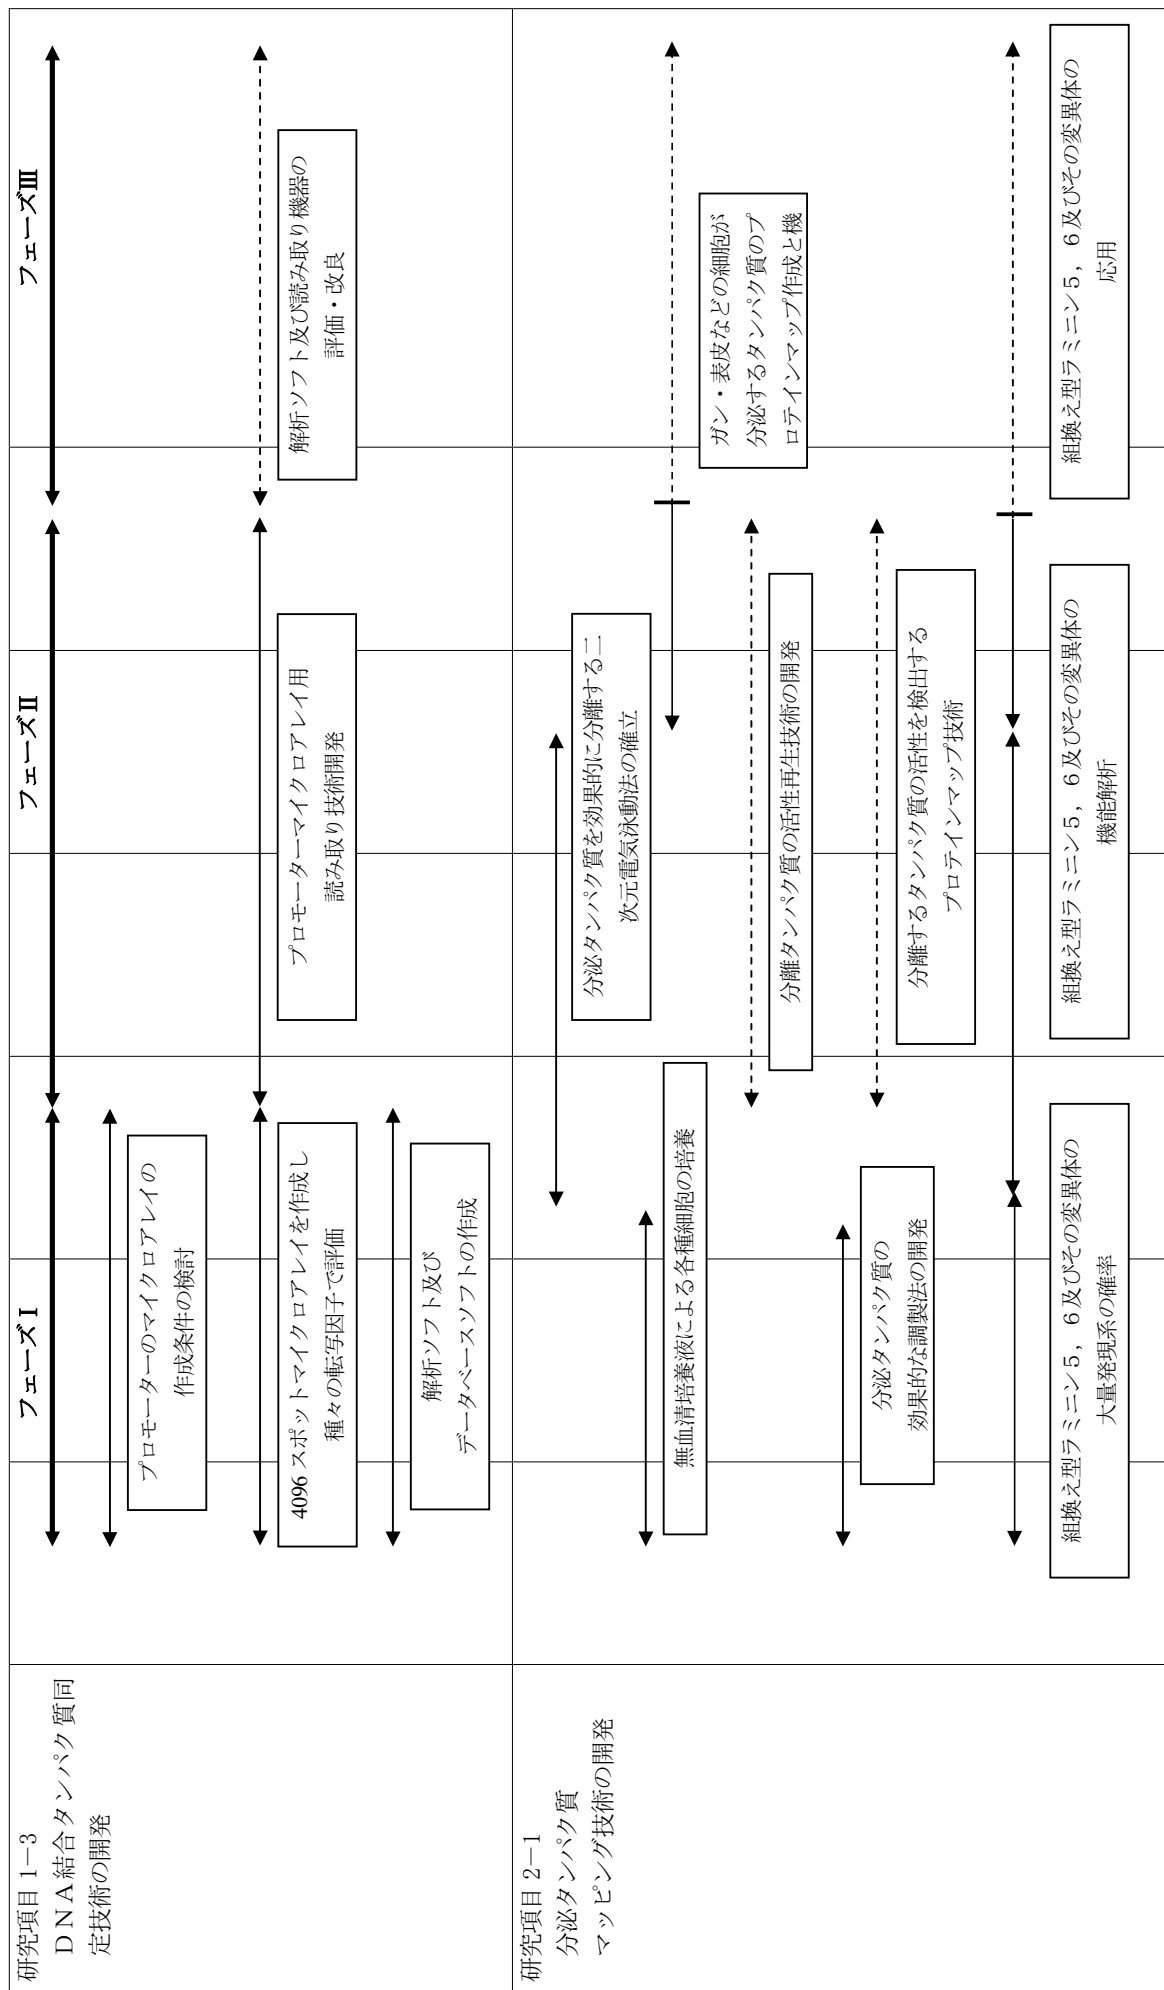 研究項目 1－3
ＤＮＡ結合タンパク質同
定技術の開発
フェーズⅠ
フェーズⅡ
フェーズⅢ
プロモーターのマイクロアレイの
作成条件の検討
4096 スポットマイクロアレイを作成し
種々の転写因子で評価
プロモーターマイクロアレイ用
読み取り技術開発
解析ソフト及び読み取り機器の
評価・改良
解析ソフト及び
データベースソフトの作成
研究項目 2－1
分泌タンパク質
マッピング技術の開発
分泌タンパク質を効果的に分離する二
次元電気泳動法の確立
無血清培養液による各種細胞の培養
ガン・表皮などの細胞が
分泌するタンパク質のプ
ロテインマップ作成と機
分離タンパク質の活性再生技術の開発
分泌タンパク質の
効果的な調製法の開発
分離するタンパク質の活性を検出する
プロテインマップ技術
組換え型ラミニン５，６及びその変異体の
大量発現系の確率
組換え型ラミニン５，６及びその変異体の
機能解析
組換え型ラミニン５，６及びその変異体の
応用